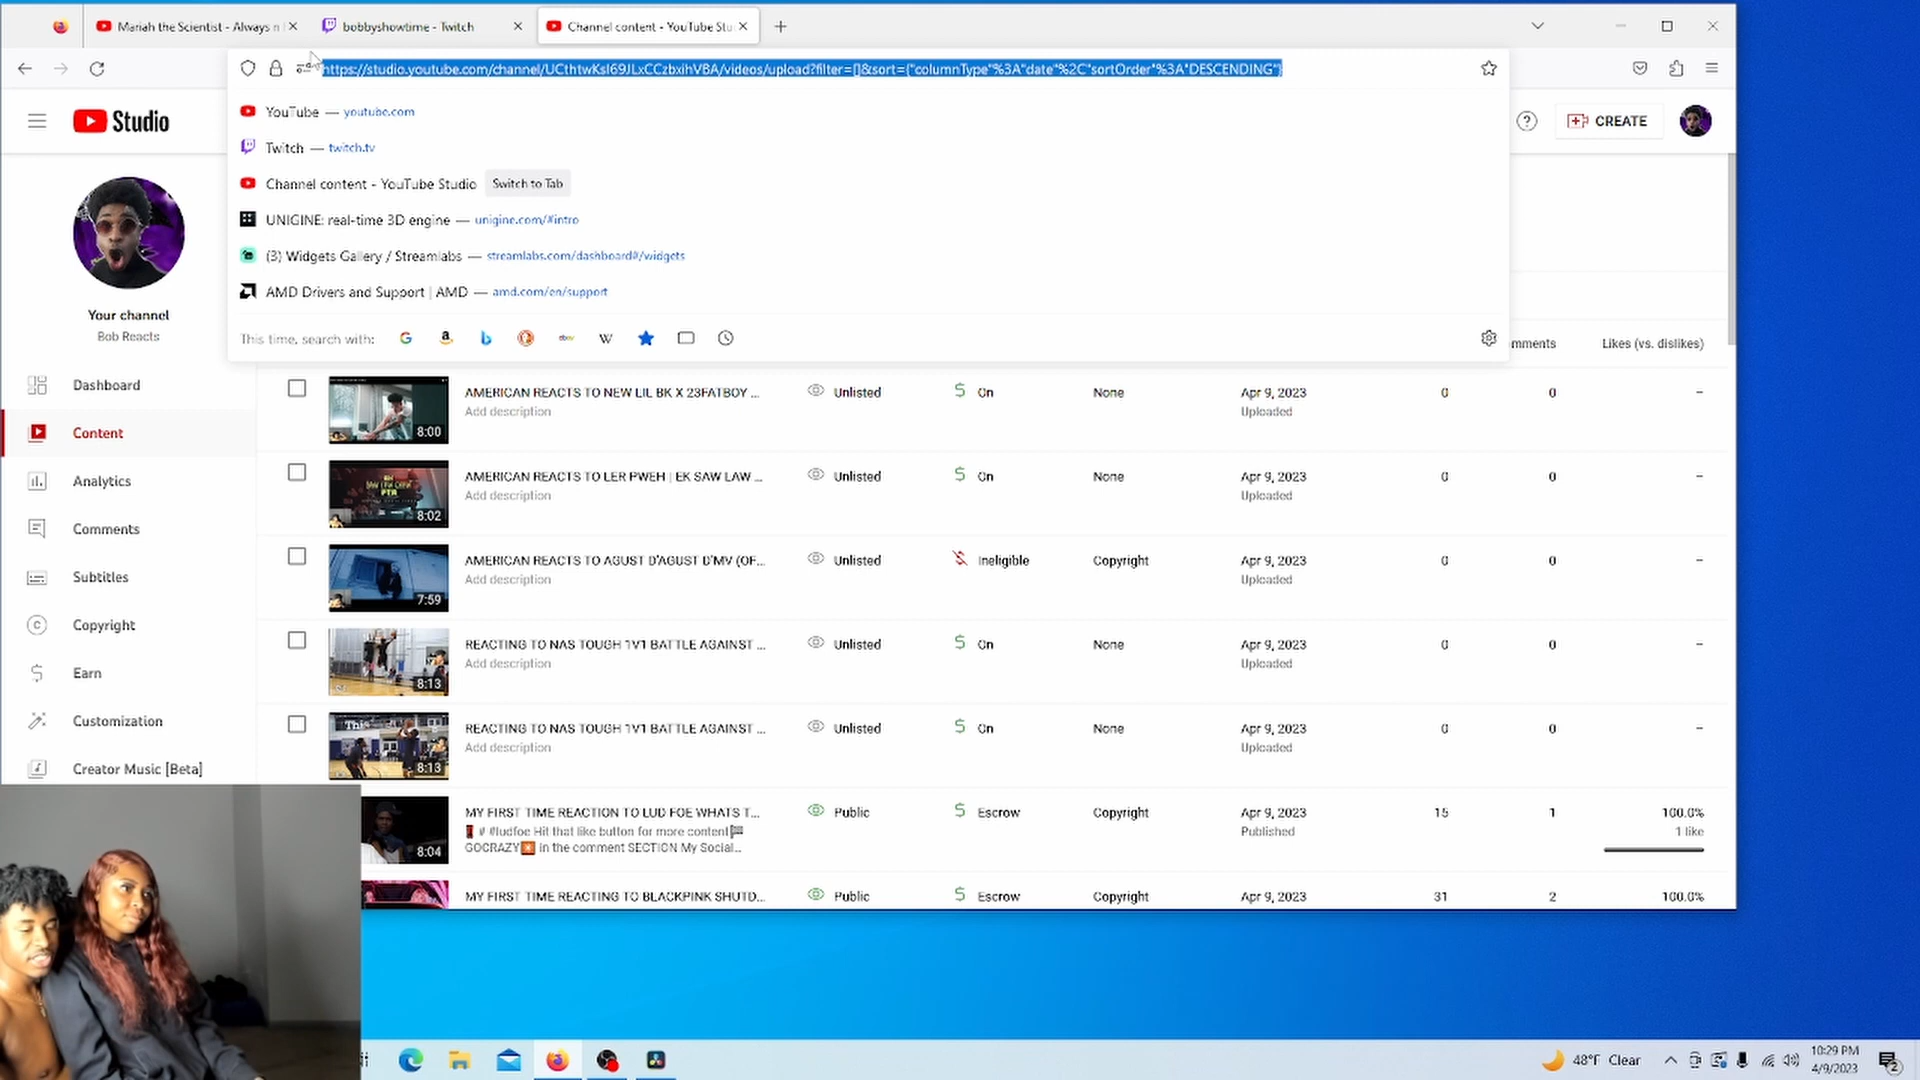 Mariah the Scientist - Always n
bobbyshowtime - Twitch
Channel content - YouTube Stu
https://studio.youtube.com/channel/UCthtwKsI69JLxCCzbxihVBA/videos/upload?filter=[]&sort={"columnType"%3A"date"%2C"sortOrder"%3A"DESCENDING"}
Studio
CREATE
YouTube — youtube.com
Twitch — twitch.tv
Channel content - YouTube Studio Switch to Tab
UNIGINE: real-time 3D engine — unigine.com/#intro
(3) Widgets Gallery / Streamlabs — streamlabs.com/dashboard#/widgets
AMD Drivers and Support | AMD — amd.com/en/support
This time, search with:
Your channel
Bob Reacts
Dashboard
Content
Analytics
Comments
Subtitles
Copyright
Earn
Customization
Creator Music [Beta]
mments Likes (vs. dislikes)
AMERICAN REACTS TO NEW LIL BK X 23FATBOY ... Unlisted On None Apr 9, 2023 0 0 –
Add description Uploaded
8:00
AMERICAN REACTS TO LER PWEH | EK SAW LAW ... Unlisted On None Apr 9, 2023 0 0 –
Add description Uploaded
8:02
AMERICAN REACTS TO AGUST D'AGUST D'MV (OF... Unlisted Ineligible Copyright Apr 9, 2023 0 0 –
Add description Uploaded
7:59
REACTING TO NAS TOUGH 1V1 BATTLE AGAINST ... Unlisted On None Apr 9, 2023 0 0 –
Add description Uploaded
8:13
REACTING TO NAS TOUGH 1V1 BATTLE AGAINST ... Unlisted On None Apr 9, 2023 0 0 –
Add description Uploaded
This
8:13
MY FIRST TIME REACTION TO LUD FOE WHATS T... Public Escrow Copyright Apr 9, 2023 15 1 100.0%
# #ludfoe Hit that like button for more content Published 1 like
GOCRAZY in the comment SECTION My Social...
8:04
MY FIRST TIME REACTING TO BLACKPINK SHUTD... Public Escrow Copyright Apr 9, 2023 31 2 100.0%
48°F Clear
10:29 PM
4/9/2023
2